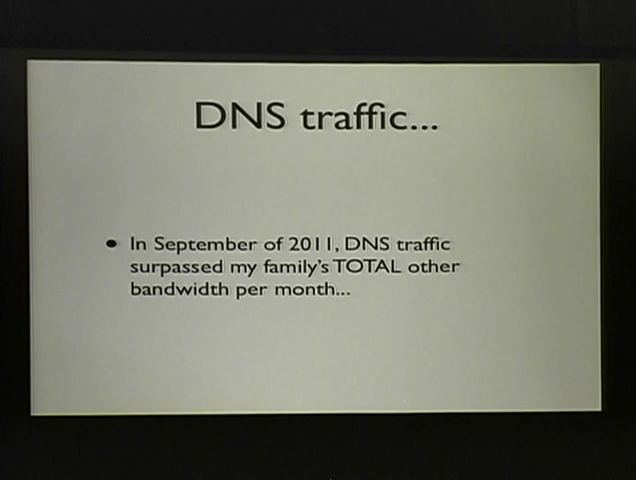 DNS traffic...
• In September of 2011, DNS traffic
surpassed my family's TOTAL other
bandwidth per month...